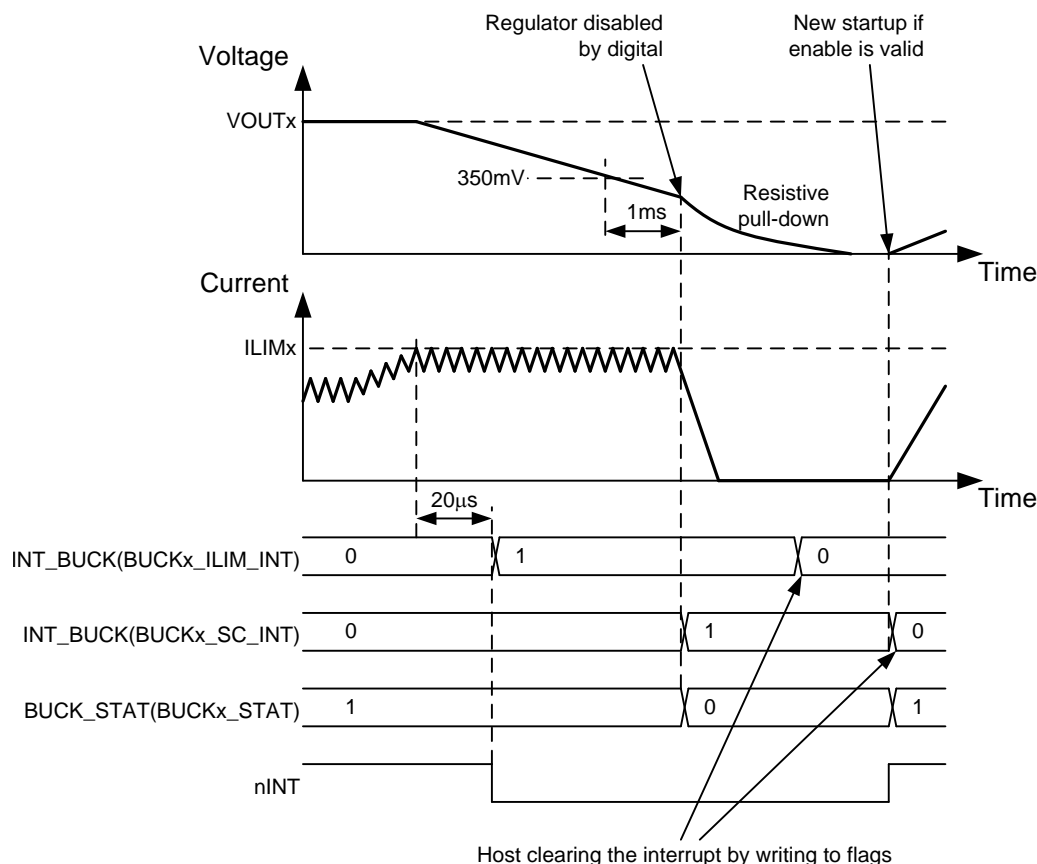 Regulator disabled
by digital
New startup if
enable is valid
Voltage
VOUTx
350mV
1ms
Resistive
pull-down
Time
Current
ILIMx
Time
20μs
INT_BUCK(BUCKx_ILIM_INT)
0
1
0
INT_BUCK(BUCKx_SC_INT)
0
1
0
BUCK_STAT(BUCKx_STAT)
1
0
1
nINT
Host clearing the interrupt by writing to flags